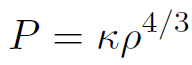 P = κρ^{4/3}